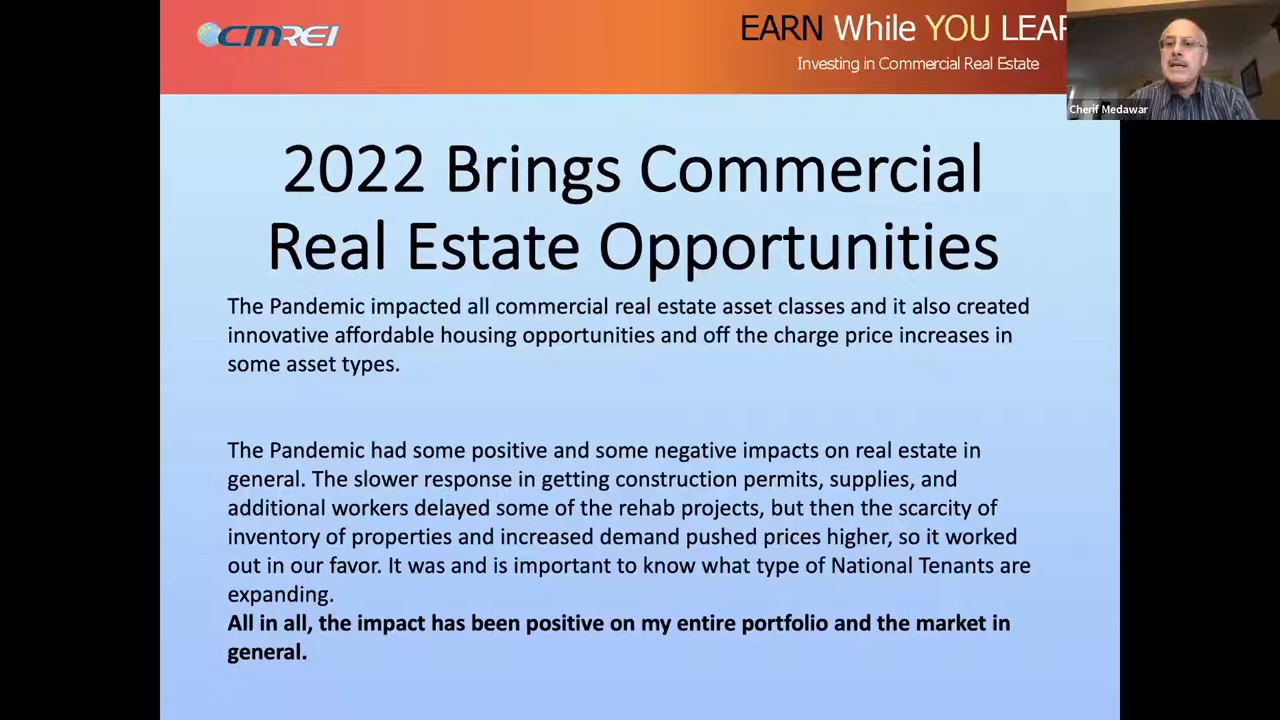 CMREI
EARN While YOU LEAR
Investing in Commercial Real Estate
Cherif Medawar
2022 Brings Commercial
Real Estate Opportunities
The Pandemic impacted all commercial real estate asset classes and it also created
innovative affordable housing opportunities and off the charge price increases in
some asset types.
The Pandemic had some positive and some negative impacts on real estate in
general. The slower response in getting construction permits, supplies, and
additional workers delayed some of the rehab projects, but then the scarcity of
inventory of properties and increased demand pushed prices higher, so it worked
out in our favor. It was and is important to know what type of National Tenants are
expanding.
All in all, the impact has been positive on my entire portfolio and the market in
general.